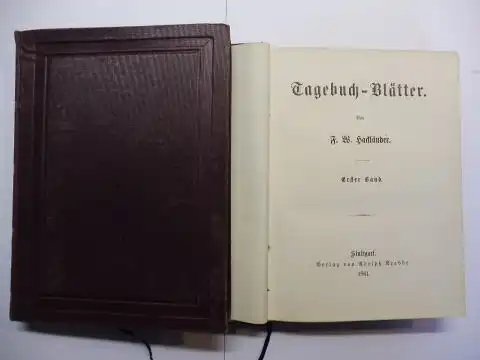 Tagebuch-Blätter.
Von
F. W. Hackländer.
Erster Band
Stuttgart.
Verlag von Adolph Krabbe
1861.